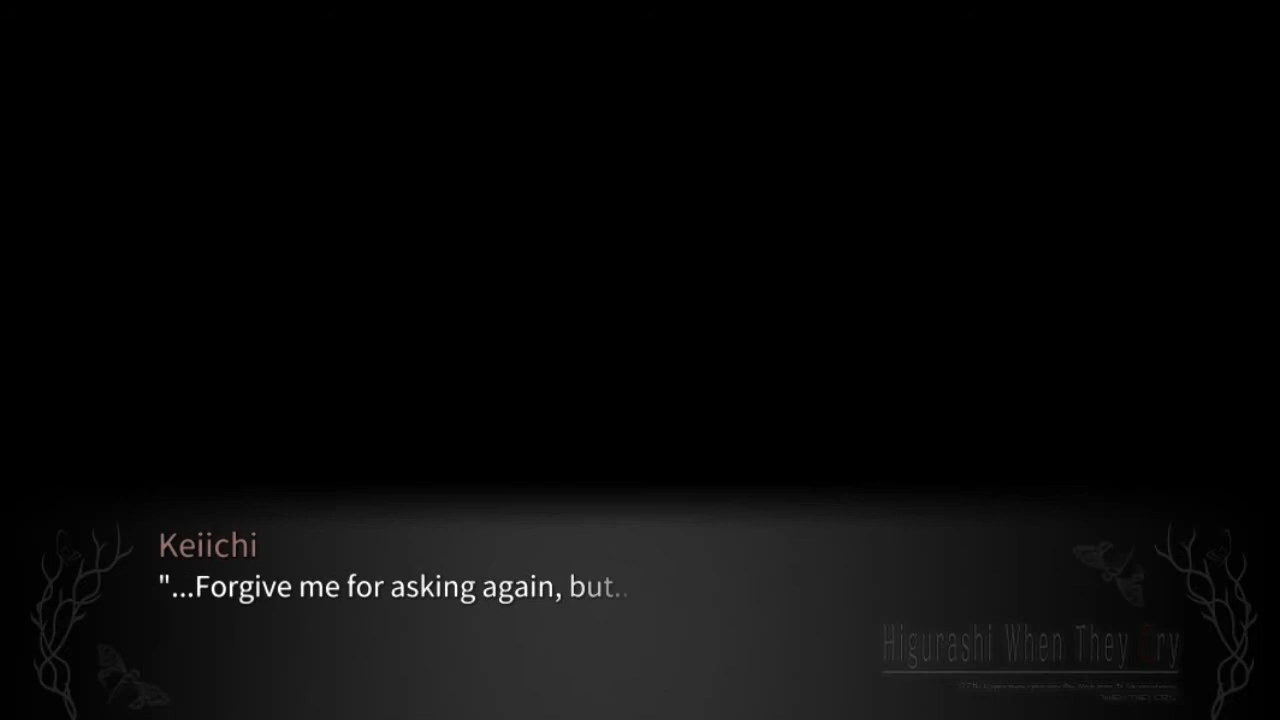 Keiichi
"...Forgive me for asking again, but..
Higurashi When They Cry